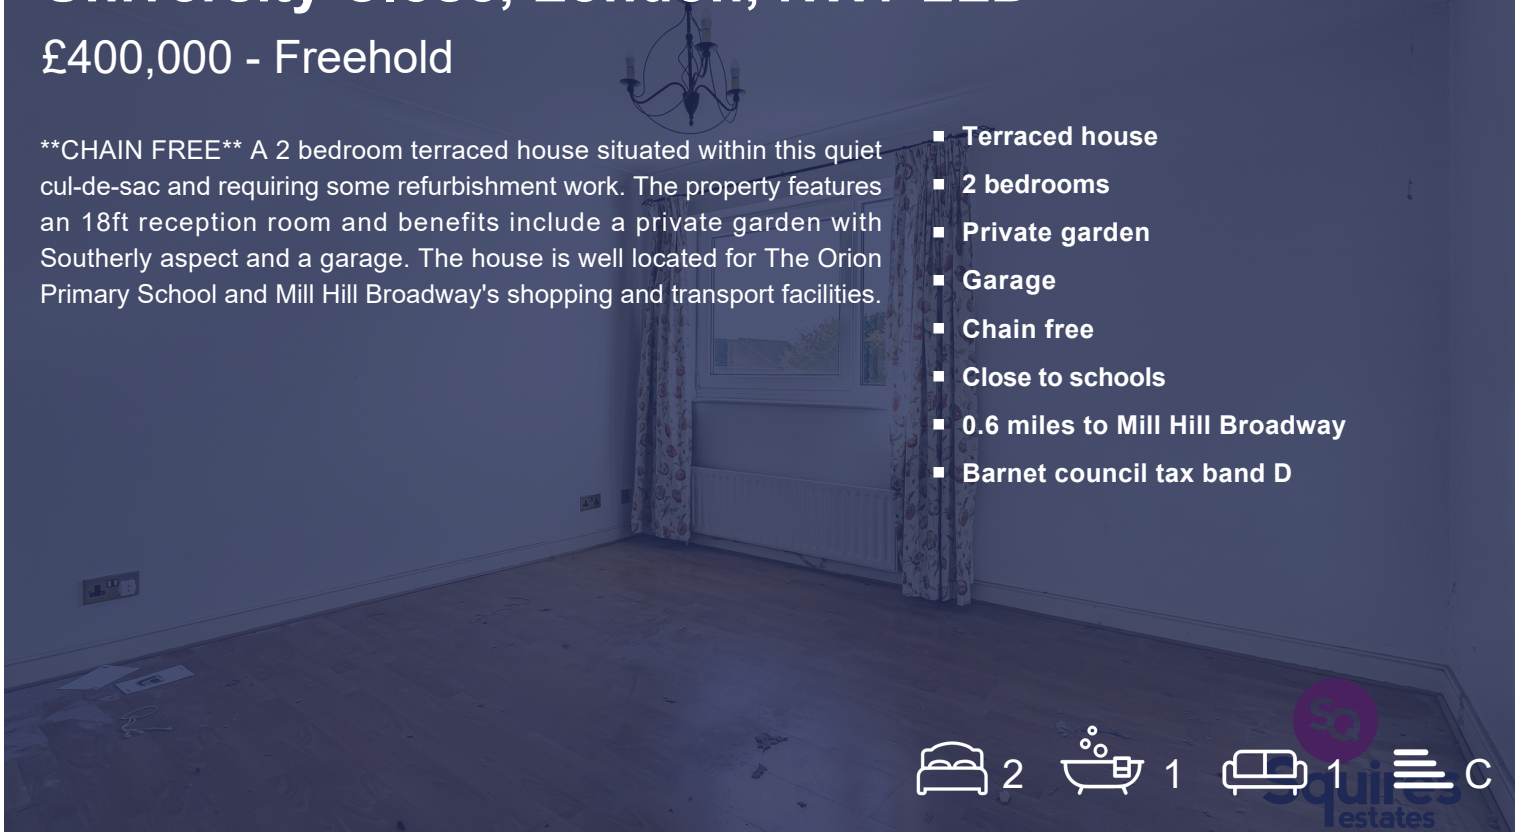 £400,000 - Freehold
**CHAIN FREE** A 2 bedroom terraced house situated within this quiet
cul-de-sac and requiring some refurbishment work. The property features
an 18ft reception room and benefits include a private garden with
Southerly aspect and a garage. The house is well located for The Orion
Primary School and Mill Hill Broadway's shopping and transport facilities.
Terraced house
2 bedrooms
Private garden
Garage
Chain free
Close to schools
0.6 miles to Mill Hill Broadway
Barnet council tax band D
SQ
2 1 1 C
Squires
estates